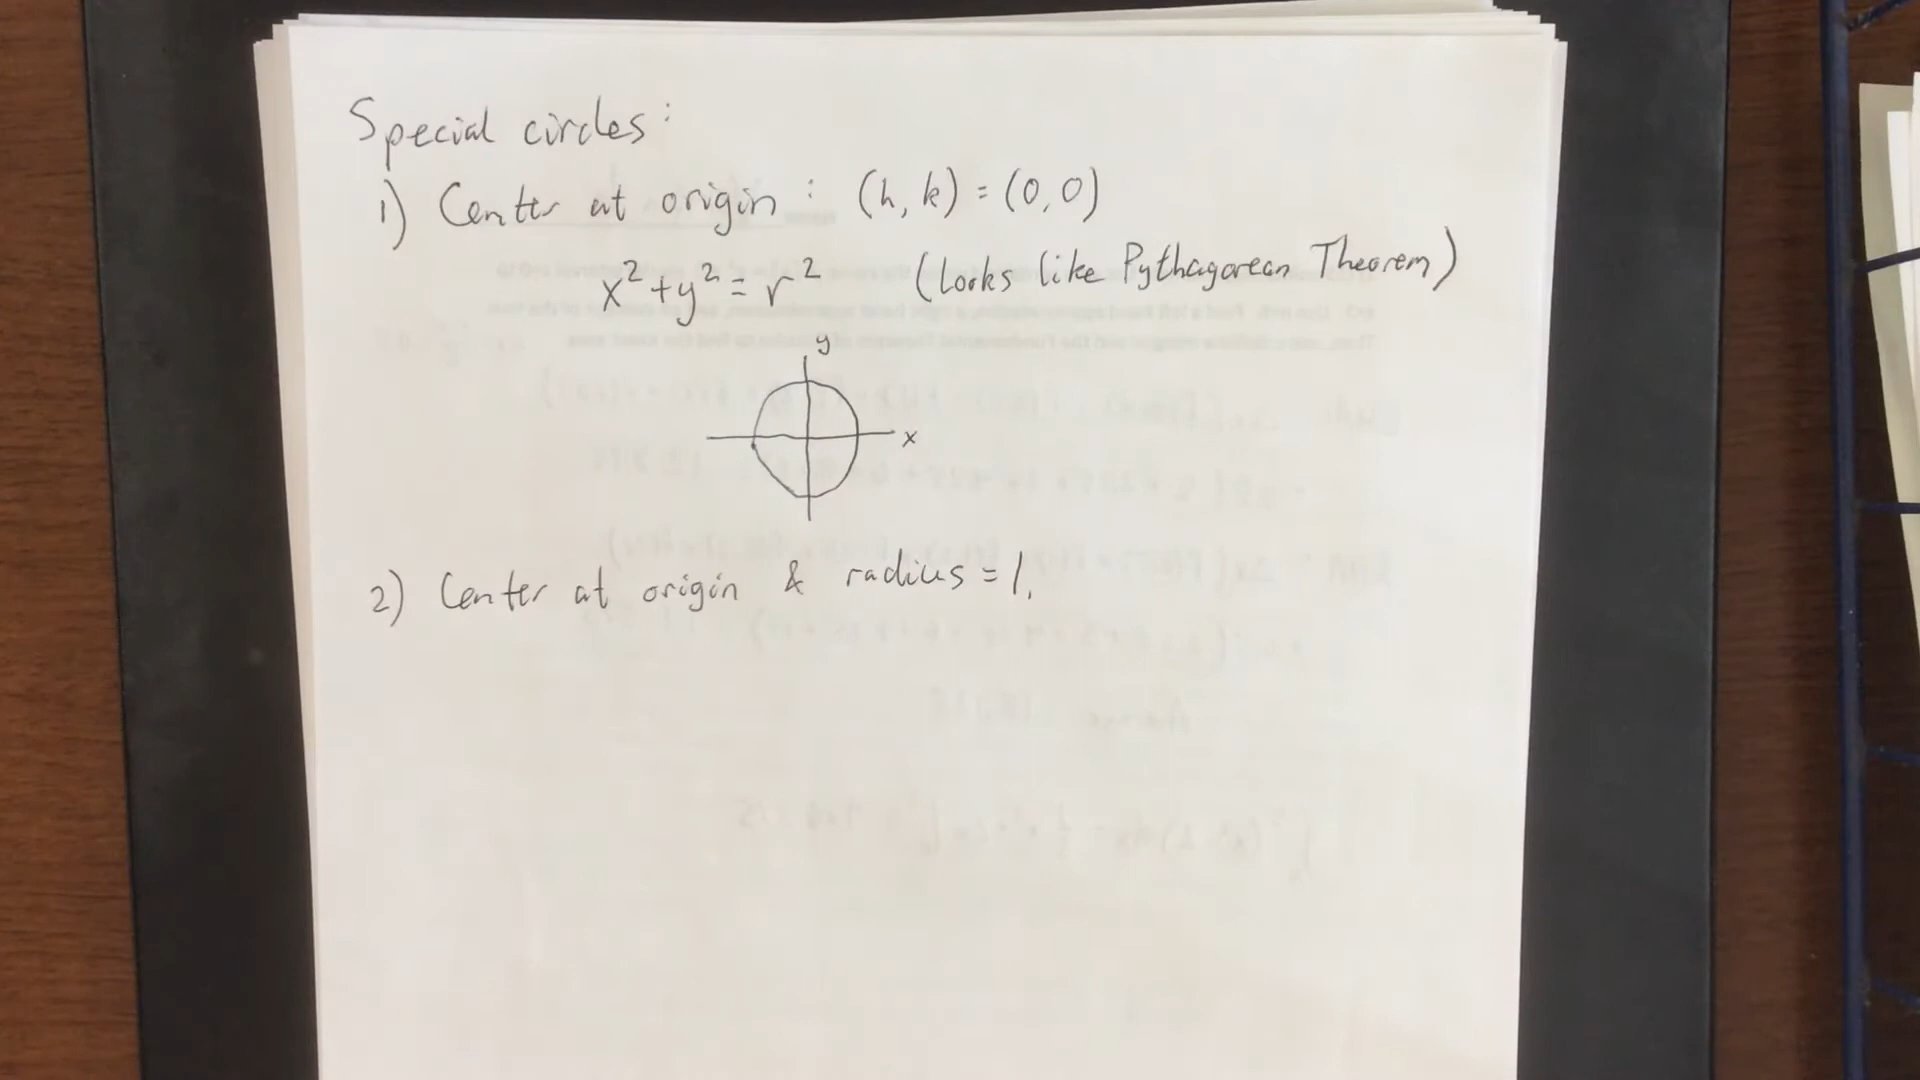 Special circles:
1) Center at origin : (h, k) = (0,0)
x² + y² = r² (looks like Pythagorean Theorem)
y
x
2) Center at origin & radius = 1,